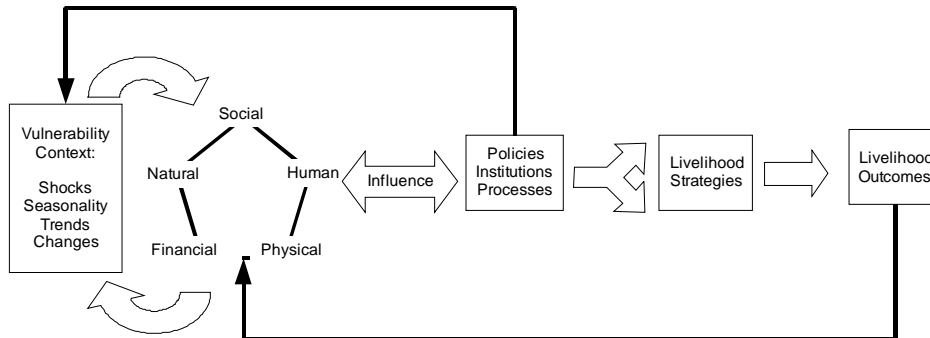 Vulnerability
Context:
Shocks
Seasonality
Trends
Changes
Social
Natural
Human
Financial
Physical
Influence
Policies
Institutions
Processes
Livelihood
Strategies
Livelihood
Outcomes